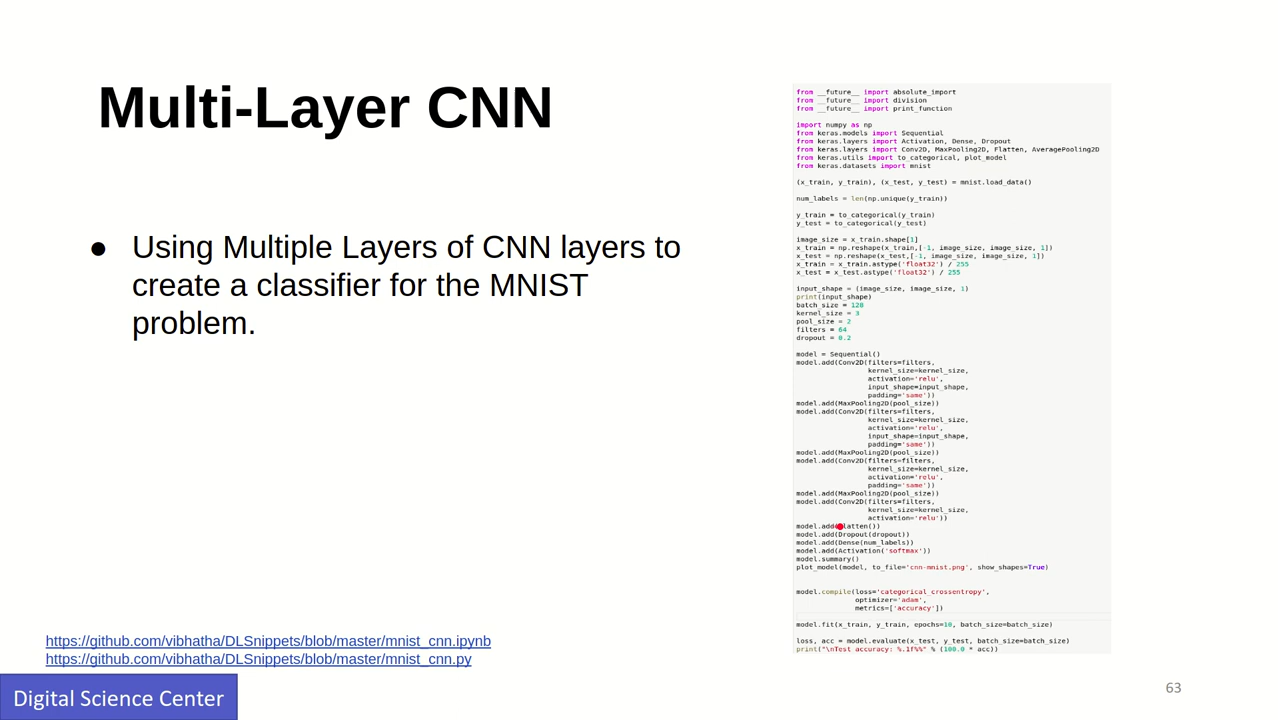 Multi-Layer CNN
● Using Multiple Layers of CNN layers to
create a classifier for the MNIST
problem.
from __future__ import absolute_import
from __future__ import division
from __future__ import print_function
import numpy as np
from keras.models import Sequential
from keras.layers import Activation, Dense, Dropout
from keras.layers import Conv2D, MaxPooling2D, Flatten, AveragePooling2D
from keras.utils import to_categorical, plot_model
from keras.datasets import mnist
(x_train, y_train), (x_test, y_test) = mnist.load_data()
num_labels = len(np.unique(y_train))
y_train = to_categorical(y_train)
y_test = to_categorical(y_test)
image_size = x_train.shape[1]
x_train = np.reshape(x_train,[-1, image_size, image_size, 1])
x_test = np.reshape(x_test,[-1, image_size, image_size, 1])
x_train = x_train.astype('float32') / 255
x_test = x_test.astype('float32') / 255
input_shape = (image_size, image_size, 1)
print(input_shape)
batch_size = 128
kernel_size = 3
pool_size = 2
filters = 64
dropout = 0.2
model = Sequential()
model.add(Conv2D(filters=filters,
kernel_size=kernel_size,
activation='relu',
input_shape=input_shape,
padding='same'))
model.add(MaxPooling2D(pool_size))
model.add(Conv2D(filters=filters,
kernel_size=kernel_size,
activation='relu',
input_shape=input_shape,
padding='same'))
model.add(MaxPooling2D(pool_size))
model.add(Conv2D(filters=filters,
kernel_size=kernel_size,
activation='relu',
padding='same'))
model.add(MaxPooling2D(pool_size))
model.add(Conv2D(filters=filters,
kernel_size=kernel_size,
activation='relu'))
model.add(Flatten())
model.add(Dropout(dropout))
model.add(Dense(num_labels))
model.add(Activation('softmax'))
model.summary()
plot_model(model, to_file='cnn-mnist.png', show_shapes=True)
model.compile(loss='categorical_crossentropy',
optimizer='adam',
metrics=['accuracy'])
model.fit(x_train, y_train, epochs=10, batch_size=batch_size)
loss, acc = model.evaluate(x_test, y_test, batch_size=batch_size)
print("\nTest accuracy: %.1f%%" % (100.0 * acc))
https://github.com/vibhatha/DLSnippets/blob/master/mnist_cnn.ipynb
https://github.com/vibhatha/DLSnippets/blob/master/mnist_cnn.py
Digital Science Center
63